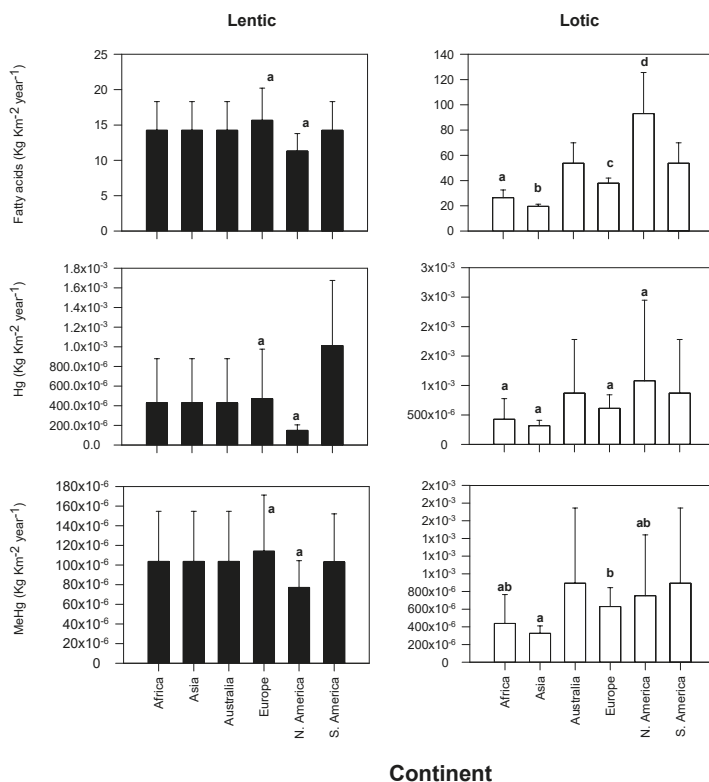 Lentic
Lotic
Fatty acids (Kg Km-2 year-1)
25
20
15
10
5
0
a
a
140
120
100
80
60
40
20
0
a
b
c
d
Hg (Kg Km-2 year-1)
1.8x10-3
1.6x10-3
1.4x10-3
1.2x10-3
1.0x10-3
800.0x10-6
600.0x10-6
400.0x10-6
200.0x10-6
0.0
a
a
3x10-3
3x10-3
2x10-3
2x10-3
1x10-3
500x10-6
0
a
a
a
a
MeHg (Kg Km-2 year-1)
180x10-6
160x10-6
140x10-6
120x10-6
100x10-6
80x10-6
60x10-6
40x10-6
20x10-6
0
a
a
2x10-3
2x10-3
2x10-3
1x10-3
1x10-3
1x10-3
800x10-6
600x10-6
400x10-6
200x10-6
0
ab
a
b
ab
Africa
Asia
Australia
Europe
N. America
S. America
Africa
Asia
Australia
Europe
N. America
S. America
Continent